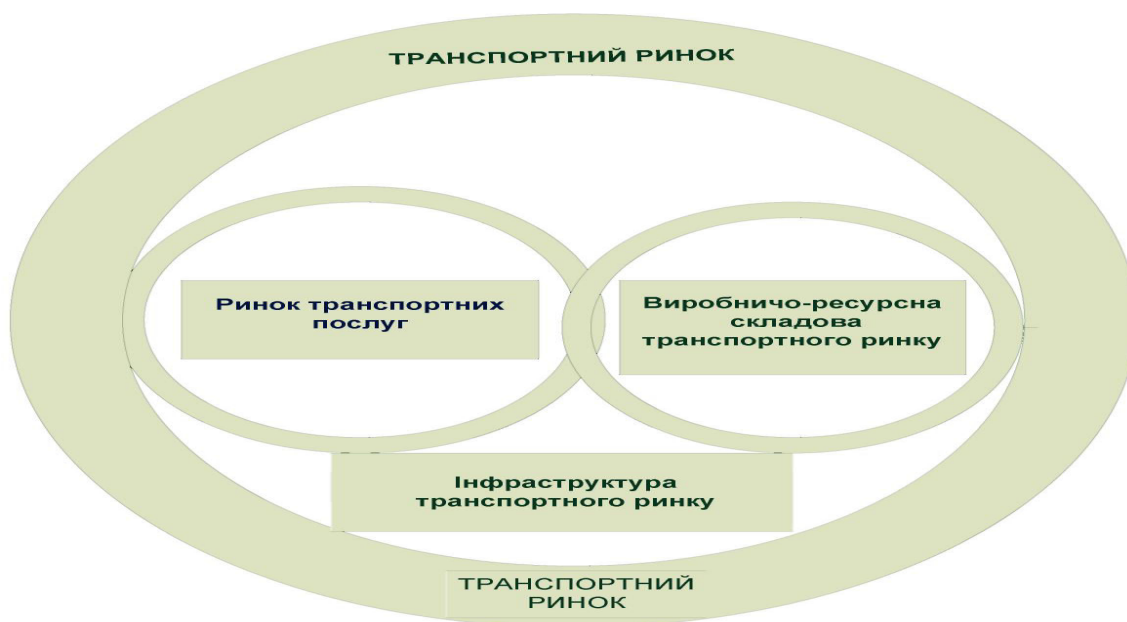 ТРАНСПОРТНИЙ РИНОК
Ринок транспортних
послуг
Виробничо-ресурсна
складова
транспортного ринку
Інфраструктура
транспортного ринку
ТРАНСПОРТНИЙ
РИНОК